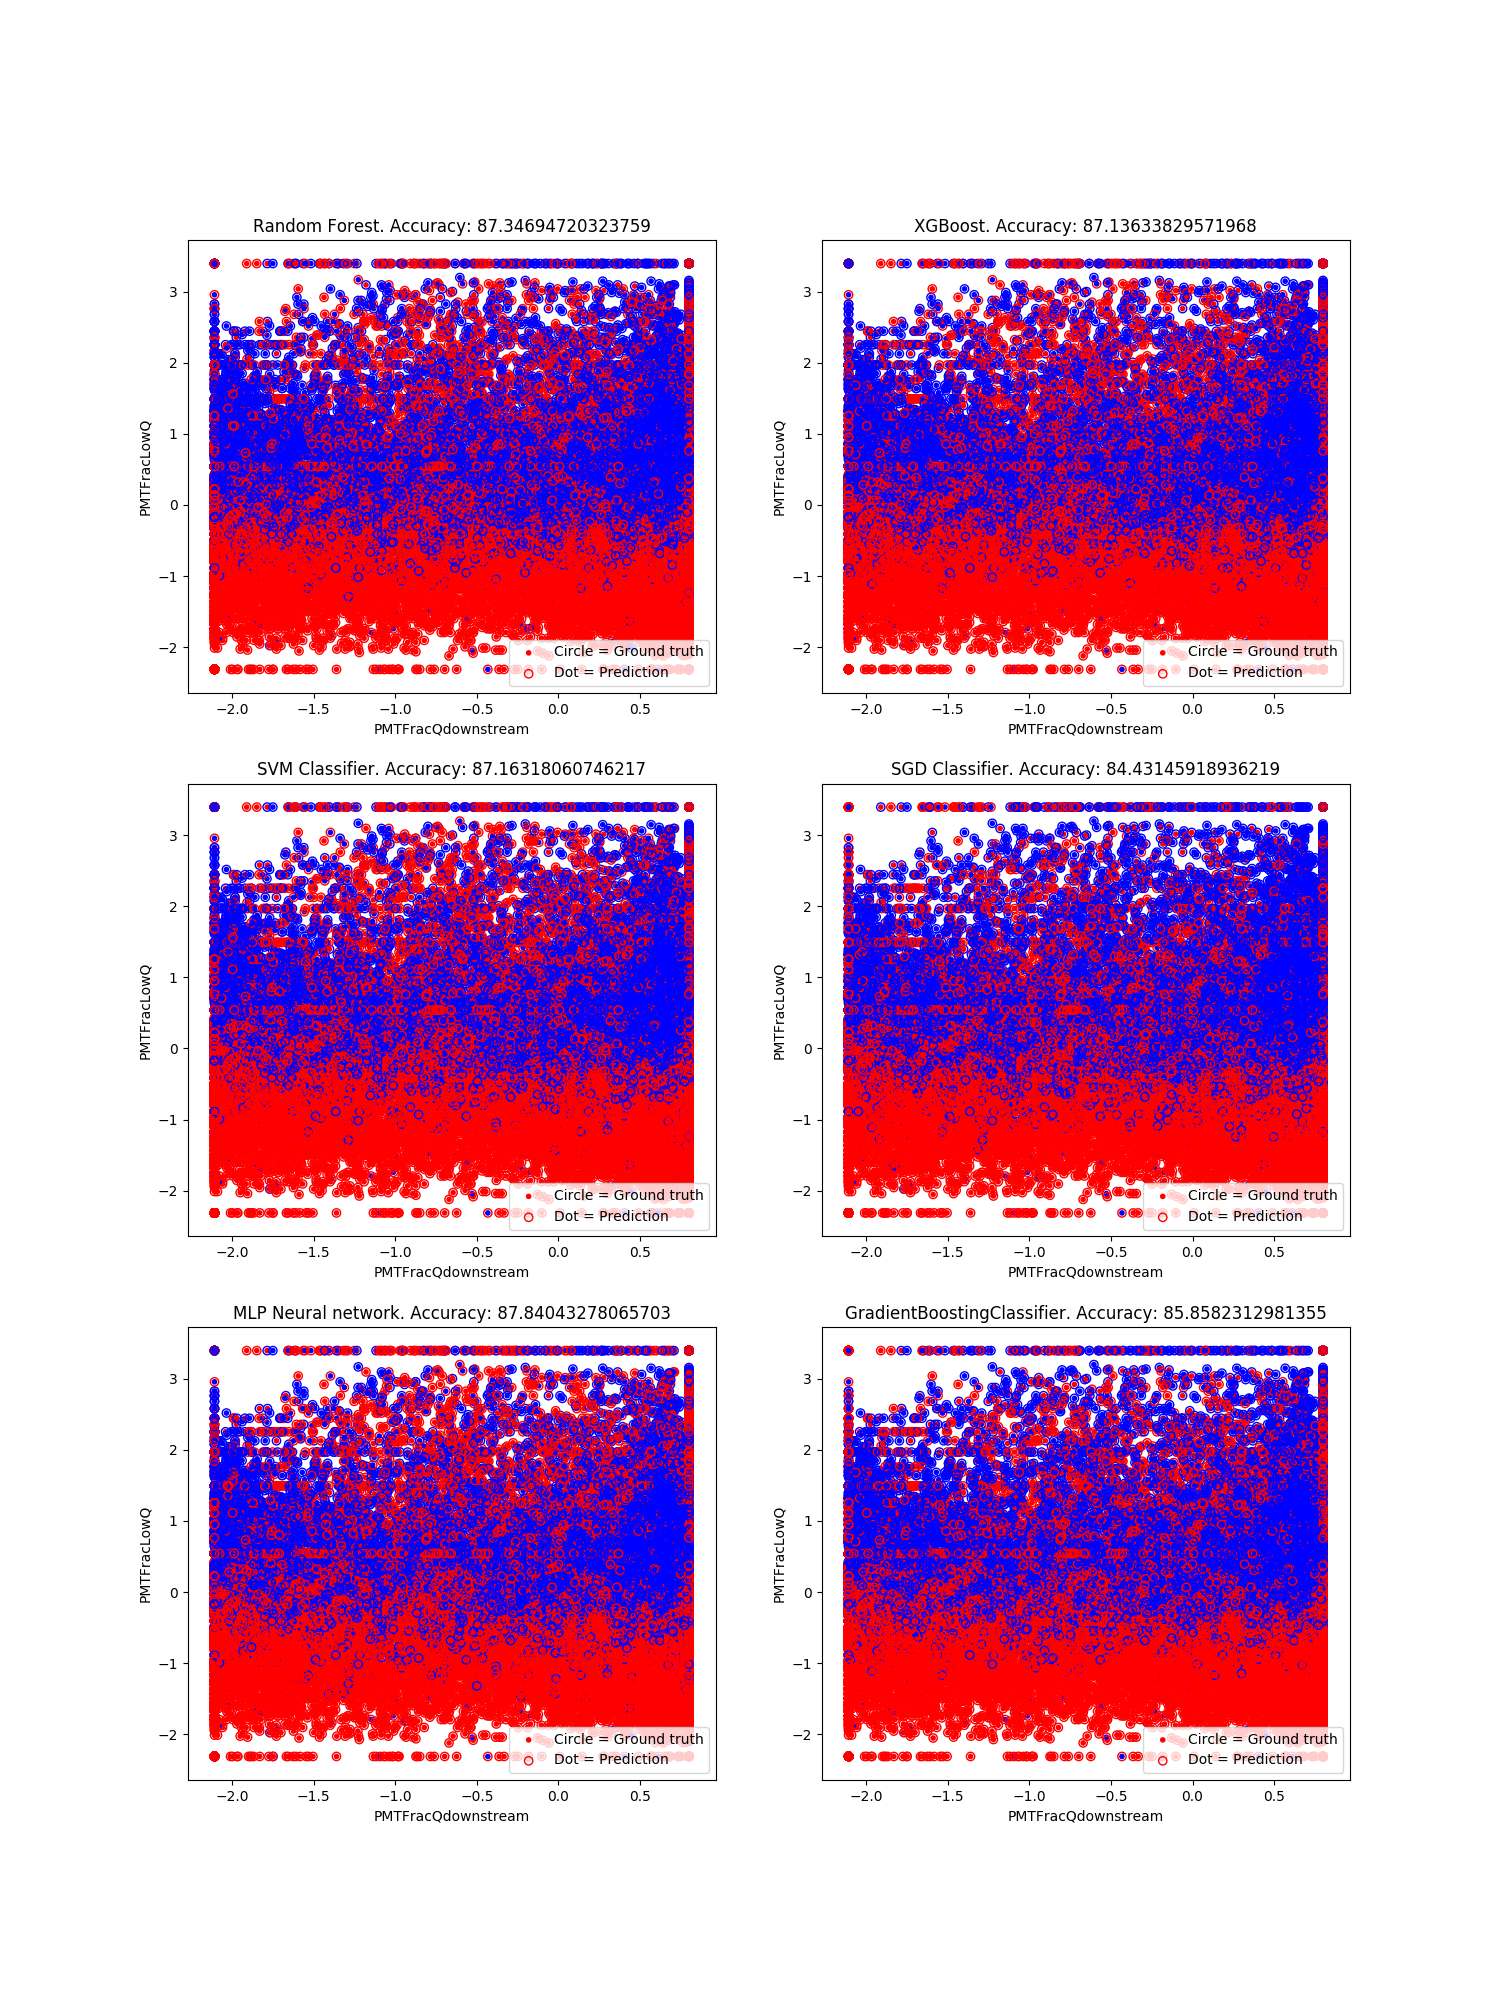 Random Forest. Accuracy: 87.34694720323759
3
2
1
0
−1
−2
PMTFracLowQ
Circle = Ground truth
Dot = Prediction
−2.0 −1.5 −1.0 −0.5 0.0 0.5
PMTFracQdownstream
XGBoost. Accuracy: 87.13633829571968
3
2
1
0
−1
−2
PMTFracLowQ
Circle = Ground truth
Dot = Prediction
−2.0 −1.5 −1.0 −0.5 0.0 0.5
PMTFracQdownstream
SVM Classifier. Accuracy: 87.16318060746217
3
2
1
0
−1
−2
PMTFracLowQ
Circle = Ground truth
Dot = Prediction
−2.0 −1.5 −1.0 −0.5 0.0 0.5
PMTFracQdownstream
SGD Classifier. Accuracy: 84.43145918936219
3
2
1
0
−1
−2
PMTFracLowQ
Circle = Ground truth
Dot = Prediction
−2.0 −1.5 −1.0 −0.5 0.0 0.5
PMTFracQdownstream
MLP Neural network. Accuracy: 87.84043278065703
3
2
1
0
−1
−2
PMTFracLowQ
Circle = Ground truth
Dot = Prediction
−2.0 −1.5 −1.0 −0.5 0.0 0.5
PMTFracQdownstream
GradientBoostingClassifier. Accuracy: 85.8582312981355
3
2
1
0
−1
−2
PMTFracLowQ
Circle = Ground truth
Dot = Prediction
−2.0 −1.5 −1.0 −0.5 0.0 0.5
PMTFracQdownstream